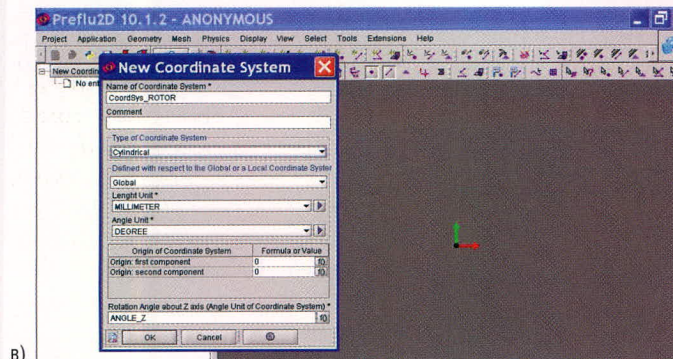 Preflu2D 10.1.2 - ANONYMOUS
Project Application Geometry Mesh Physics Display View Select Tools Extensions Help
New Coordin
No ent
New Coordinate System
Name of Coordinate System *
CoordSys_ROTOR
Comment
Type of Coordinate System
Cylindrical
Defined with respect to the Global or a Local Coordinate System
Global
Lenght Unit *
MILLIMETER
Angle Unit *
DEGREE
Origin of Coordinate System Formula or Value
Origin: first component 0 f()
Origin: second component 0 f()
Rotation Angle about Z axis (Angle Unit of Coordinate System) *
ANGLE_Z f()
OK Cancel
B)